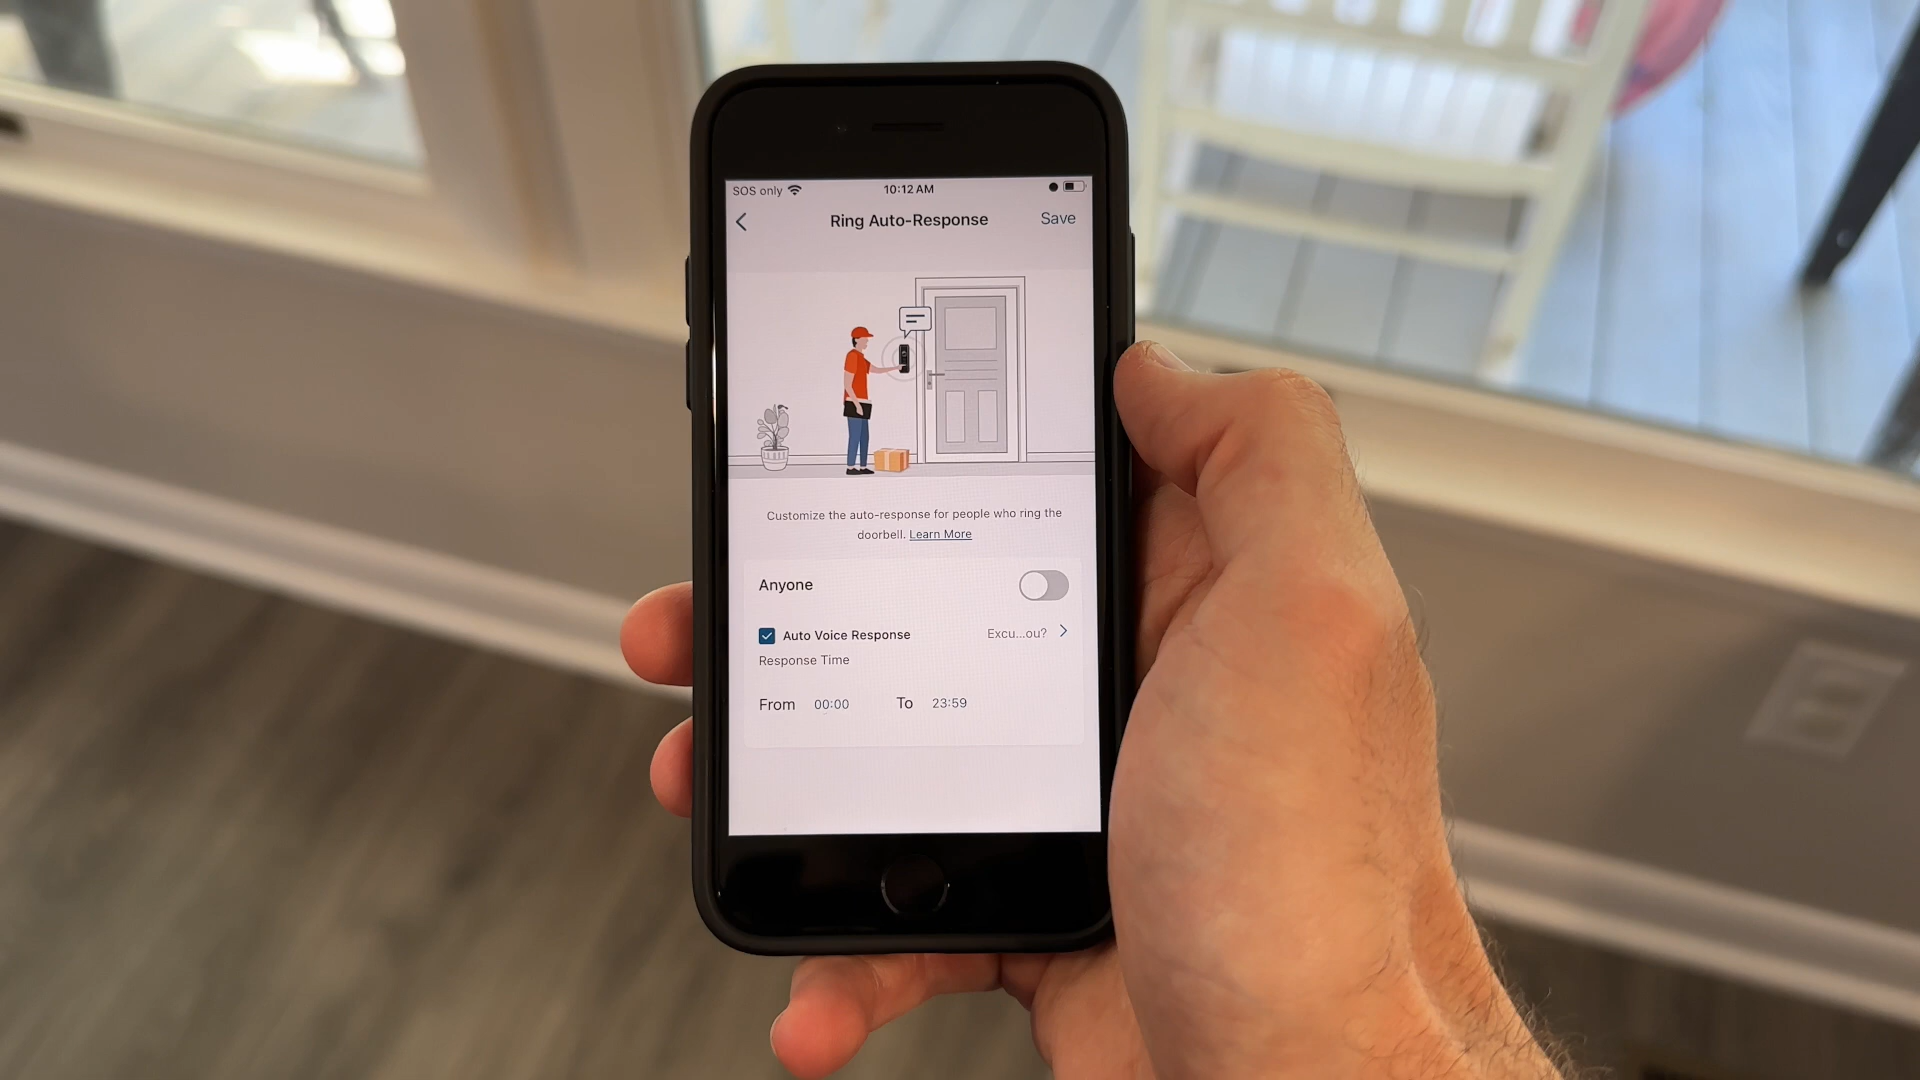 SOS only 10:12 AM
Ring Auto-Response Save
Customize the auto-response for people who ring the
doorbell. Learn More
Anyone
Auto Voice Response Excu...ou?
Response Time
From 00:00 To 23:59